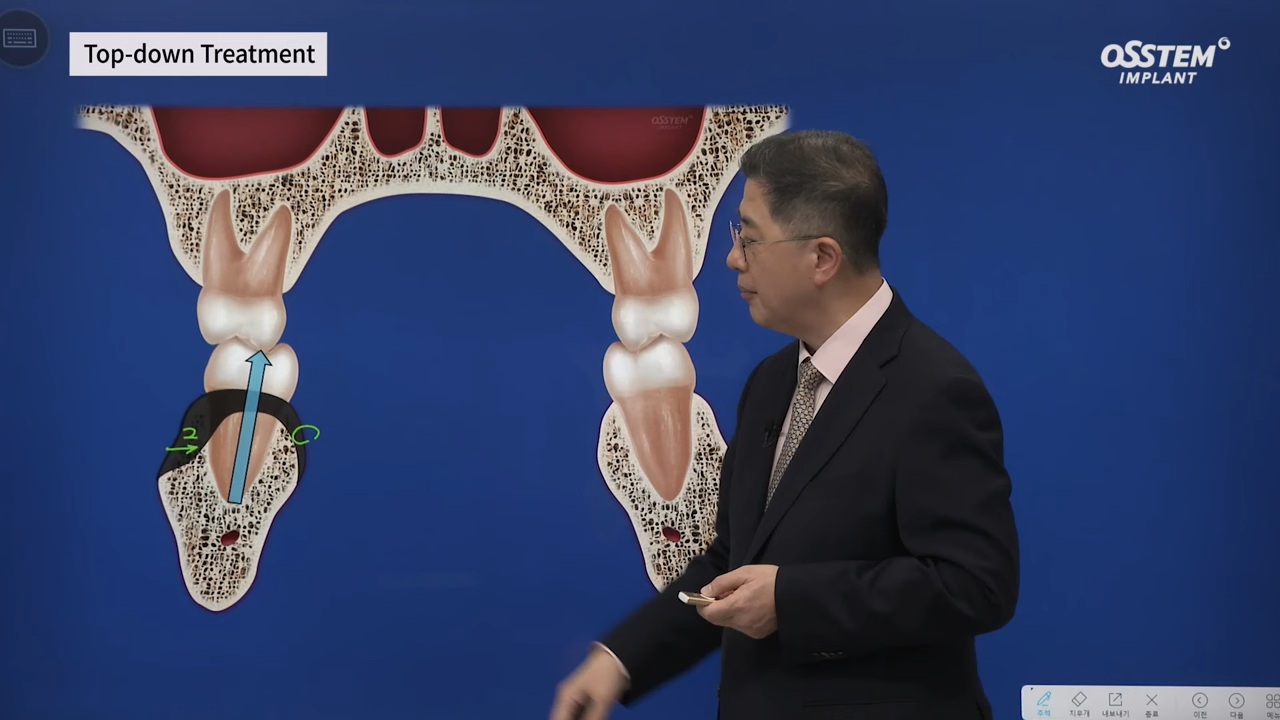 Top-down Treatment
OSSTEM
IMPLANT
OSSTEM
IMPLANT
2
주석
지우개
내보내기
종료
이전
다음